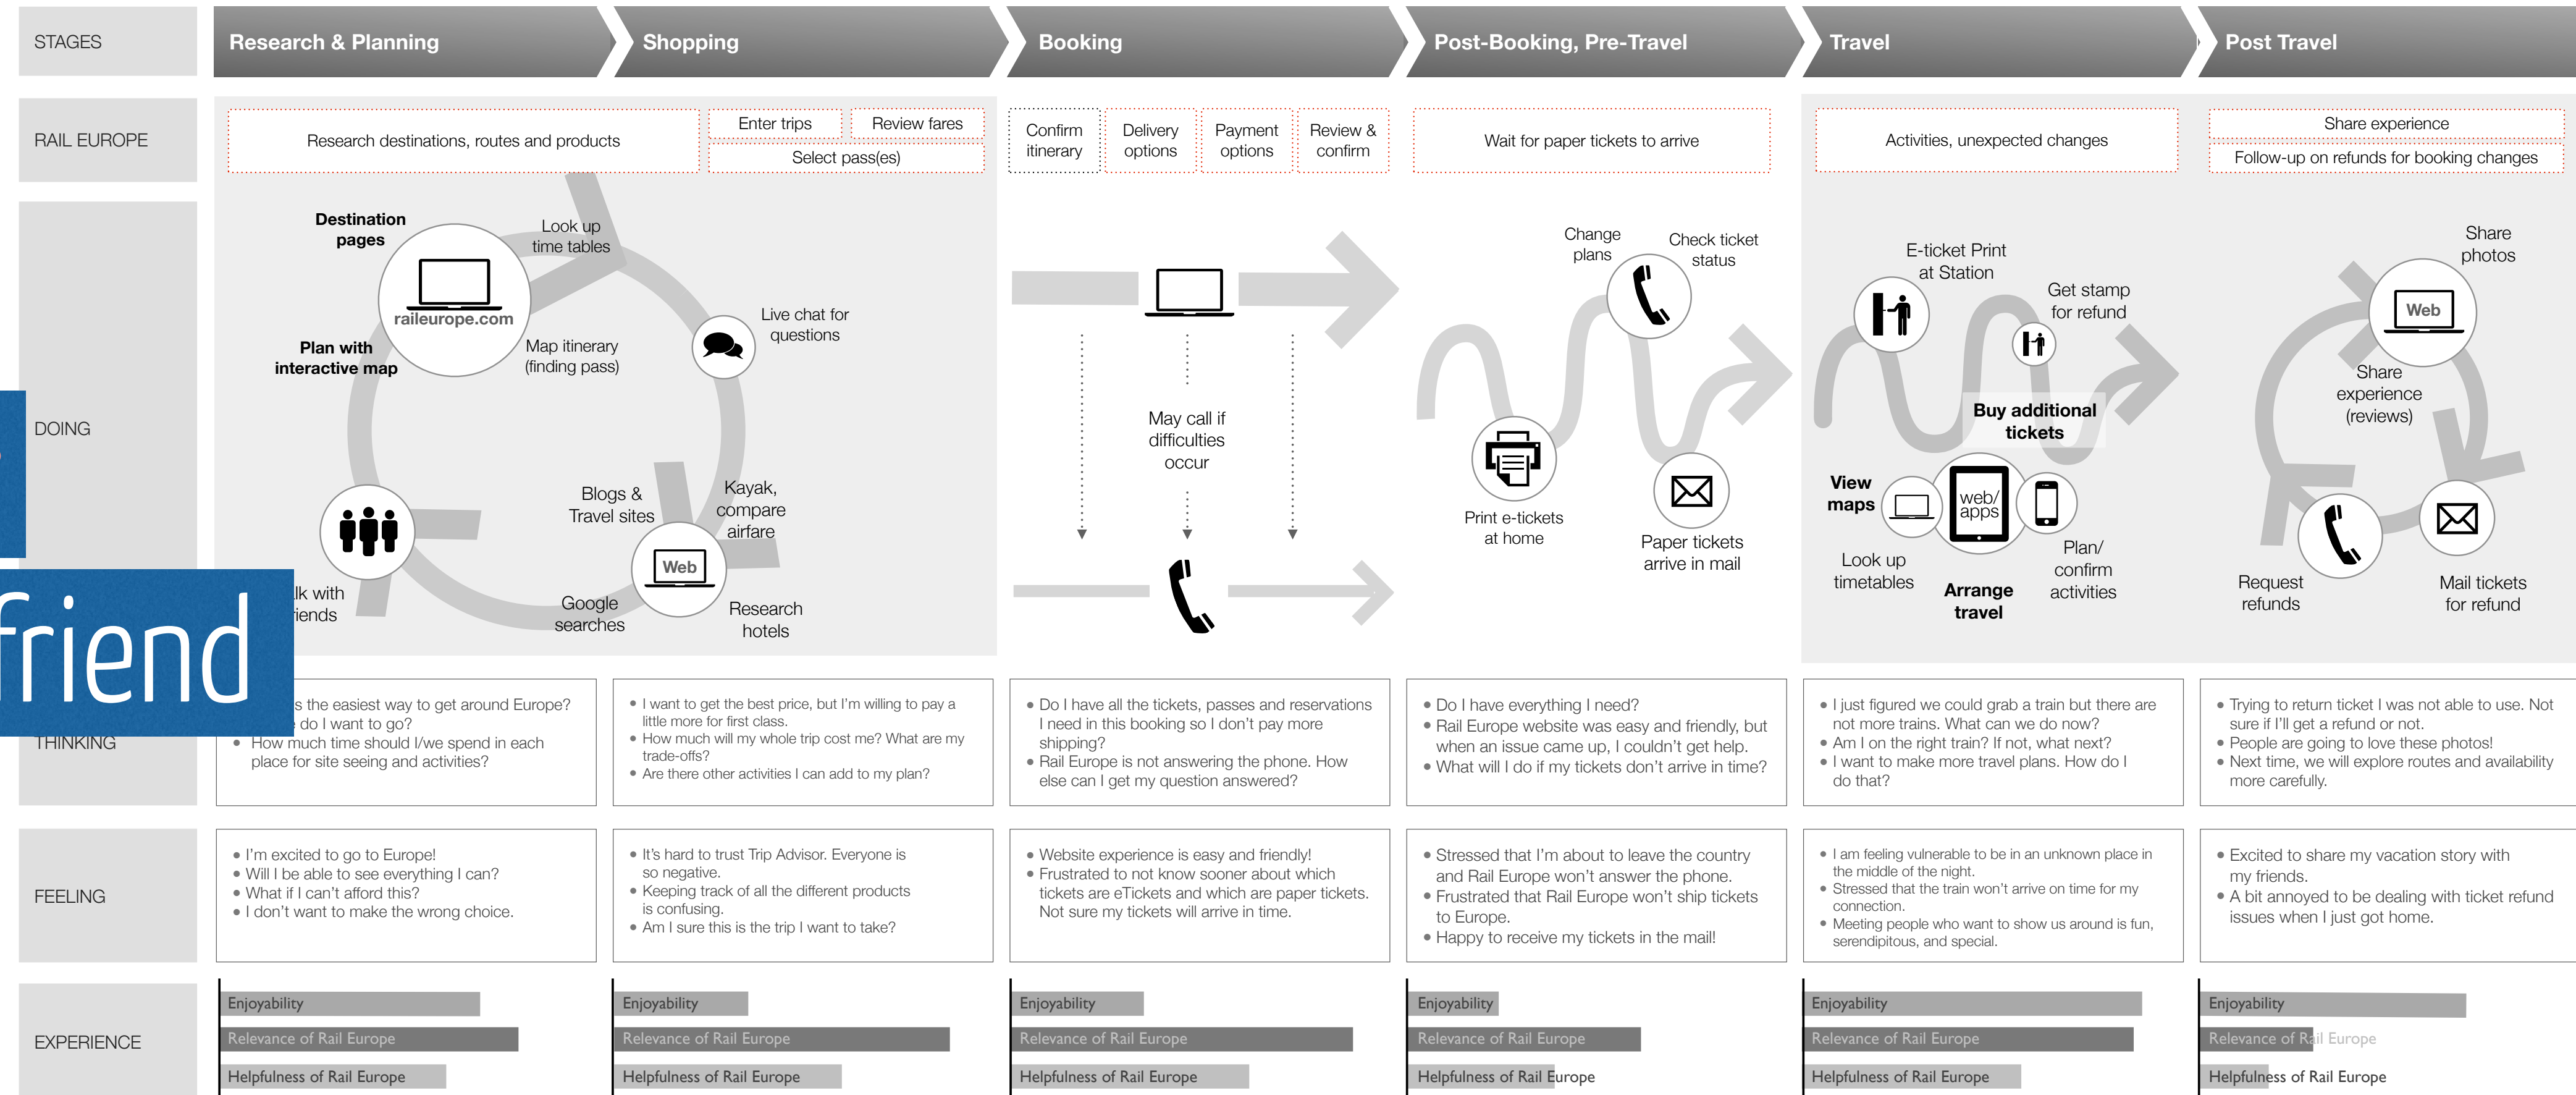 STAGES
Research & Planning
Shopping
Booking
Post-Booking, Pre-Travel
Travel
Post Travel
RAIL EUROPE
Research destinations, routes and products
Enter trips
Review fares
Select pass(es)
Confirm
itinerary
Delivery
options
Payment
options
Review &
confirm
Wait for paper tickets to arrive
Activities, unexpected changes
Share experience
Follow-up on refunds for booking changes
DOING
Destination
pages
Look up
time tables
raileurope.com
Plan with
interactive map
Map itinerary
(finding pass)
Live chat for
questions
Blogs &
Travel sites
Kayak,
compare
airfare
Web
Google
searches
Research
hotels
with
May call if
difficulties
occur
Change
plans
Check ticket
status
Print e-tickets
at home
Paper tickets
arrive in mail
E-ticket Print
at Station
Get stamp
for refund
Buy additional
tickets
View
maps
web/
apps
Look up
timetables
Arrange
travel
Plan/
confirm
activities
Share
photos
Web
Share
experience
(reviews)
Request
refunds
Mail tickets
for refund
friend
THINKING
the easiest way to get around Europe?
do I want to go?
• How much time should I/we spend in each
place for site seeing and activities?
• I want to get the best price, but I'm willing to pay a
little more for first class.
• How much will my whole trip cost me? What are my
trade-offs?
• Are there other activities I can add to my plan?
• Do I have all the tickets, passes and reservations
I need in this booking so I don't pay more
shipping?
• Rail Europe is not answering the phone. How
else can I get my question answered?
• Do I have everything I need?
• Rail Europe website was easy and friendly, but
when an issue came up, I couldn't get help.
• What will I do if my tickets don't arrive in time?
• I just figured we could grab a train but there are
not more trains. What can we do now?
• Am I on the right train? If not, what next?
• I want to make more travel plans. How do I
do that?
• Trying to return ticket I was not able to use. Not
sure if I'll get a refund or not.
• People are going to love these photos!
• Next time, we will explore routes and availability
more carefully.
FEELING
• I'm excited to go to Europe!
• Will I be able to see everything I can?
• What if I can't afford this?
• I don't want to make the wrong choice.
• It's hard to trust Trip Advisor. Everyone is
so negative.
• Keeping track of all the different products
is confusing.
• Am I sure this is the trip I want to take?
• Website experience is easy and friendly!
• Frustrated to not know sooner about which
tickets are eTickets and which are paper tickets.
Not sure my tickets will arrive in time.
• Stressed that I'm about to leave the country
and Rail Europe won't answer the phone.
• Frustrated that Rail Europe won't ship tickets
to Europe.
• Happy to receive my tickets in the mail!
• I am feeling vulnerable to be in an unknown place in
the middle of the night.
• Stressed that the train won't arrive on time for my
connection.
• Meeting people who want to show us around is fun,
serendipitous, and special.
• Excited to share my vacation story with
my friends.
• A bit annoyed to be dealing with ticket refund
issues when I just got home.
EXPERIENCE
Enjoyability
Relevance of Rail Europe
Helpfulness of Rail Europe
Enjoyability
Relevance of Rail Europe
Helpfulness of Rail Europe
Enjoyability
Relevance of Rail Europe
Helpfulness of Rail Europe
Enjoyability
Relevance of Rail Europe
Helpfulness of Rail Europe
Enjoyability
Relevance of Rail Europe
Helpfulness of Rail Europe
Enjoyability
Relevance of Rail Europe
Helpfulness of Rail Europe